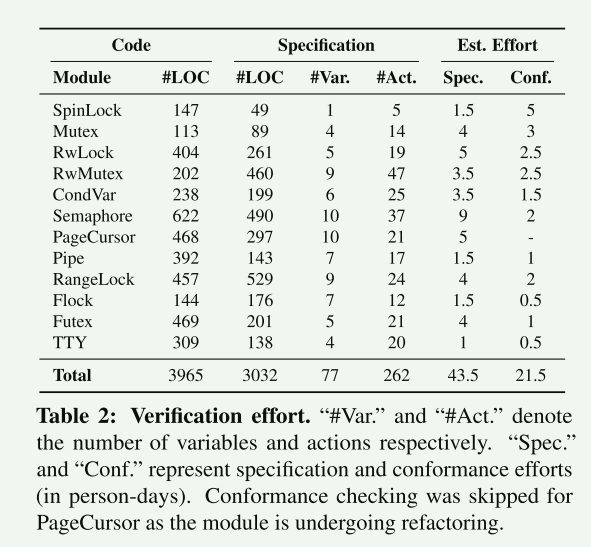 Code Specification Est. Effort
Module #LOC #LOC #Var. #Act. Spec. Conf.
SpinLock 147 49 1 5 1.5 5
Mutex 113 89 4 14 4 3
RwLock 404 261 5 19 5 2.5
RwMutex 202 460 9 47 3.5 2.5
CondVar 238 199 6 25 3.5 1.5
Semaphore 622 490 10 37 9 2
PageCursor 468 297 10 21 5 -
Pipe 392 143 7 17 1.5 1
RangeLock 457 529 9 24 4 2
Flock 144 176 7 12 1.5 0.5
Futex 469 201 5 21 4 1
TTY 309 138 4 20 1 0.5
Total 3965 3032 77 262 43.5 21.5
Table 2: Verification effort. “#Var.” and “#Act.” denote
the number of variables and actions respectively. “Spec.”
and “Conf.” represent specification and conformance efforts
(in person-days). Conformance checking was skipped for
PageCursor as the module is undergoing refactoring.